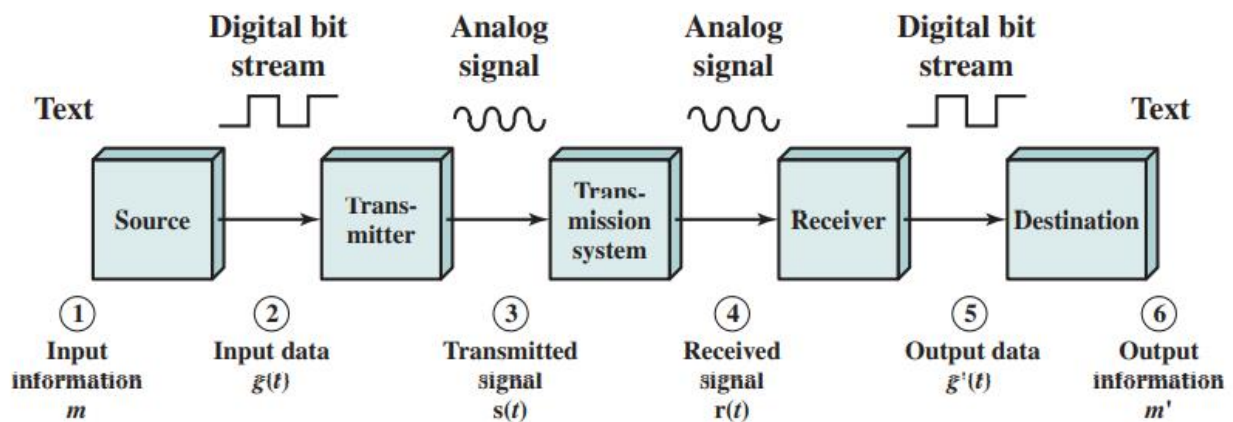 Digital bit
stream
Analog
signal
Analog
signal
Digital bit
stream
Text
Text
Source
Trans-
mitter
Trans-
mission
system
Receiver
Destination
1
Input
information
m
2
Input data
g(t)
3
Transmitted
signal
s(t)
4
Received
signal
r(t)
5
Output data
g'(t)
6
Output
information
m'